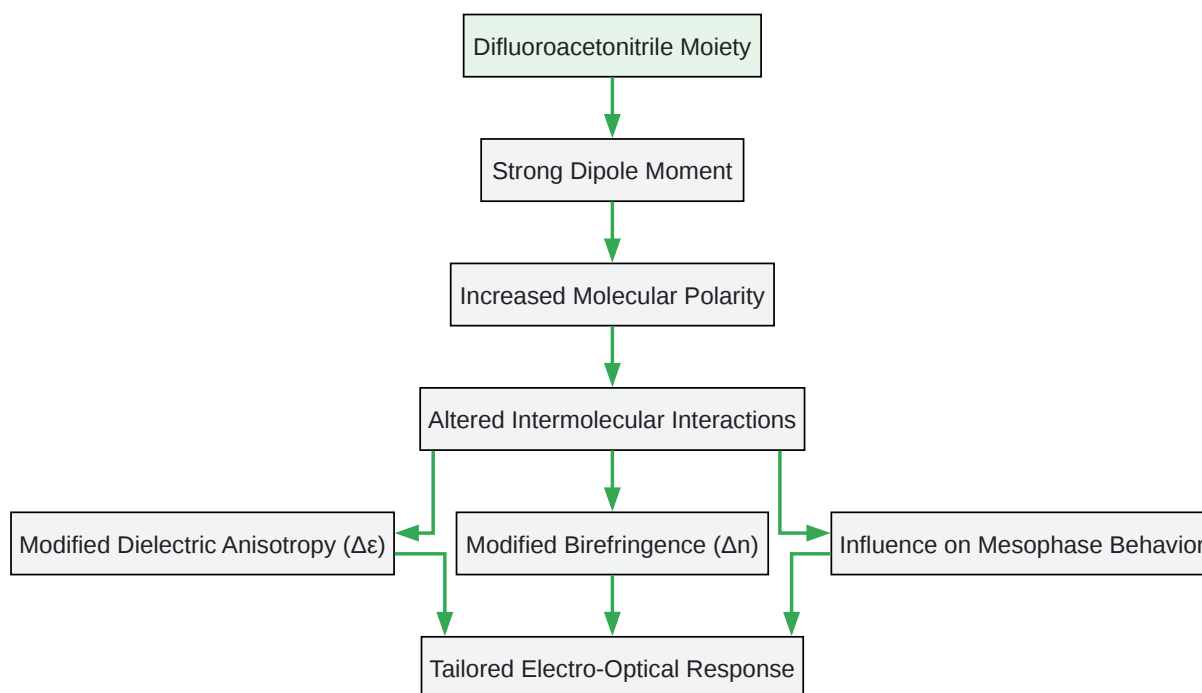 Difluoroacetonitrile Moiety
Strong Dipole Moment
Increased Molecular Polarity
Altered Intermolecular Interactions
Modified Dielectric Anisotropy (Δε)
Modified Birefringence (Δn)
Influence on Mesophase Behavior
Tailored Electro-Optical Response